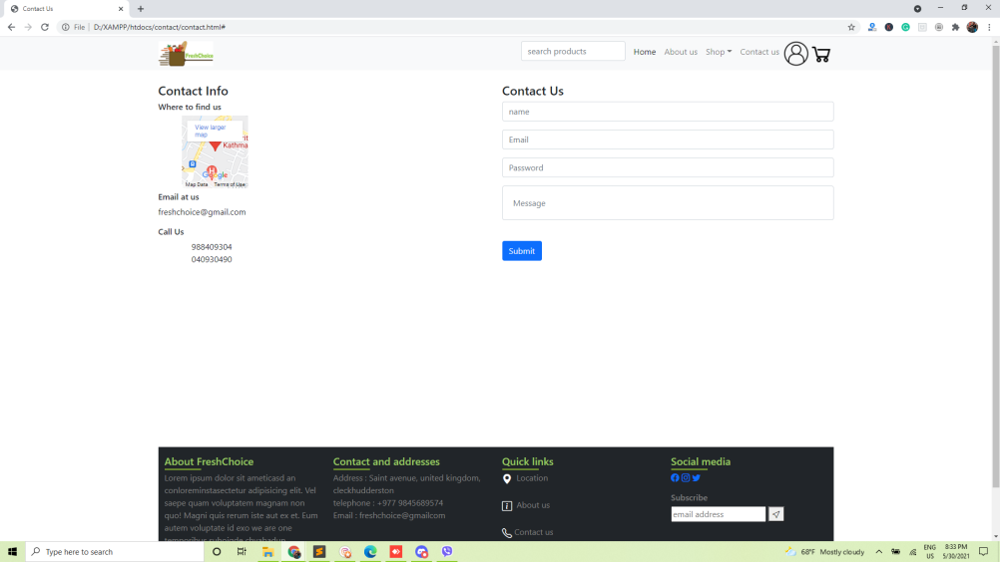 Contact Us
File
D:/XAMPP/htdocs/contact/contact.html#
FreshChoice
search products
Home
About us
Shop
Contact us
Contact Info
Where to find us
View larger
map
Kathma
Google
Map Data
Terms of Use
Email at us
freshchoice@gmail.com
Call Us
988409304
040930490
Contact Us
name
Email
Password
Message
Submit
About FreshChoice
Lorem ipsum dolor sit ameticasd an
conloreminstasectetur adipisicing elit. Vel
saepe quam voluptatem magnam non
quo! Magni quis rerum iste aut ex et. Eum
autem voluptate id exo we are one
Contact and addresses
Address : Saint avenue, united kingdom,
cleckhudderston
telephone : +977 9845689574
Email : freshchoice@gmailcom
Quick links
Location
About us
Contact us
Social media
Subscribe
email address
Type here to search
68°F Mostly cloudy
ENG
US
8:33 PM
5/30/2021